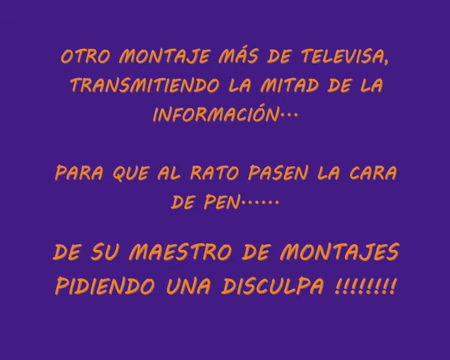 OTRO MONTAJE MÁS DE TELEVISA,
TRANSMITIENDO LA MITAD DE LA
INFORMACIÓN...
PARA QUE AL RATO PASEN LA CARA
DE PEN......
DE SU MAESTRO DE MONTAJES
PIDIENDO UNA DISCULPA !!!!!!!!